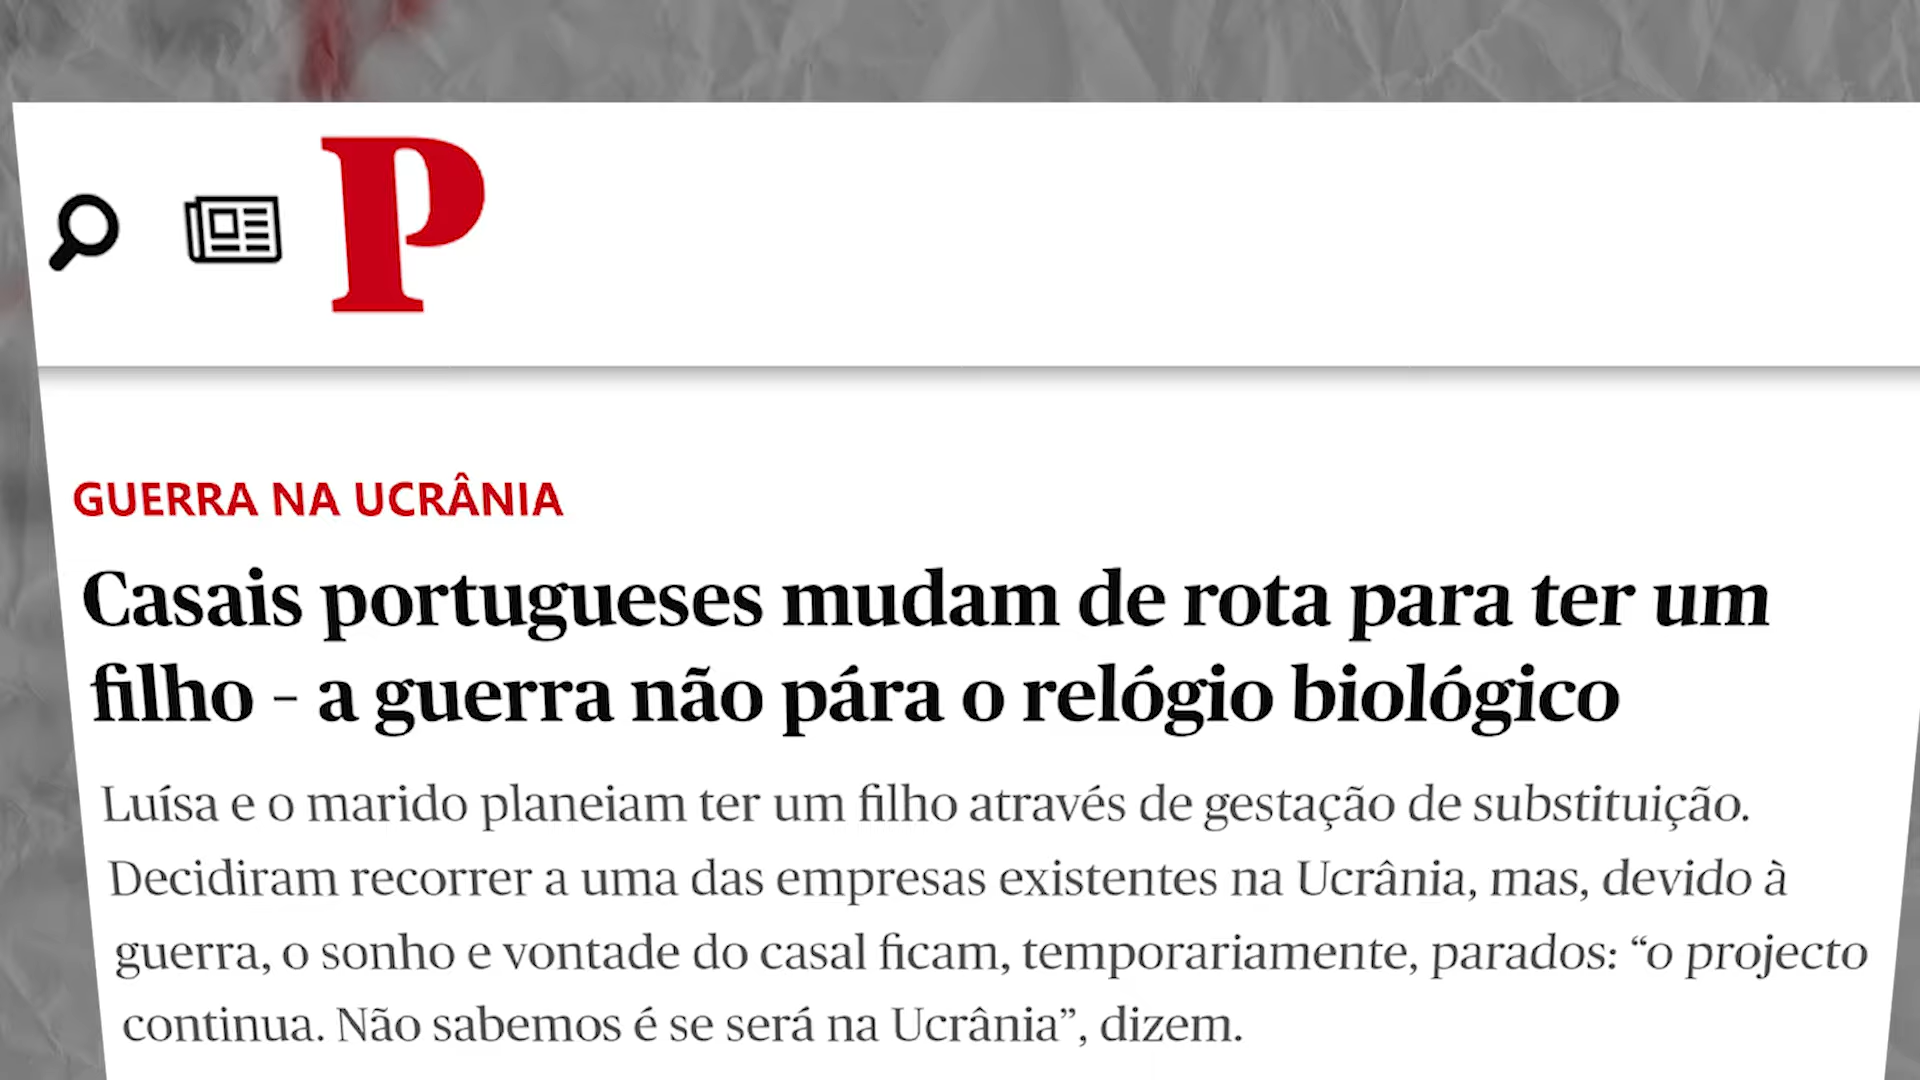 P
GUERRA NA UCRÂNIA
Casais portugueses mudam de rota para ter um
filho - a guerra não pára o relógio biológico
Luísa e o marido planeiam ter um filho através de gestação de substituição.
Decidiram recorrer a uma das empresas existentes na Ucrânia, mas, devido à
guerra, o sonho e vontade do casal ficam, temporariamente, parados: “o projecto
continua. Não sabemos é se será na Ucrânia”, dizem.